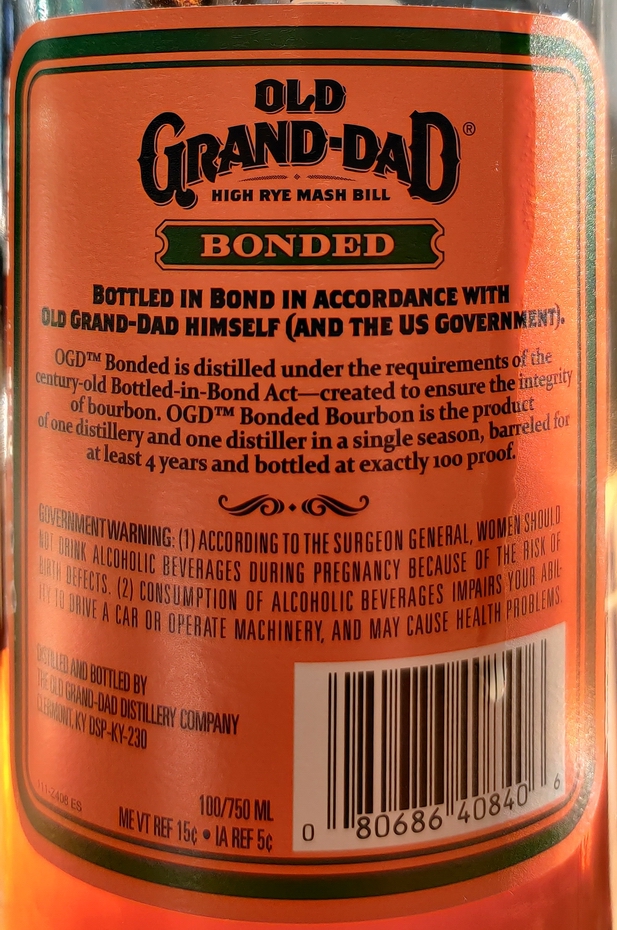 OLD
GRAND-DAD®
HIGH RYE MASH BILL
BONDED
BOTTLED IN BOND IN ACCORDANCE WITH
OLD GRAND-DAD HIMSELF (AND THE US GOVERNMENT).
OGD™ Bonded is distilled under the requirements of the
century-old Bottled-in-Bond Act—created to ensure the integrity
of bourbon. OGD™ Bonded Bourbon is the product
of one distillery and one distiller in a single season, barreled for
at least 4 years and bottled at exactly 100 proof.
GOVERNMENT WARNING: (1) ACCORDING TO THE SURGEON GENERAL, WOMEN SHOULD
NOT DRINK ALCOHOLIC BEVERAGES DURING PREGNANCY BECAUSE OF THE RISK OF
BIRTH DEFECTS. (2) CONSUMPTION OF ALCOHOLIC BEVERAGES IMPAIRS YOUR ABIL-
ITY TO DRIVE A CAR OR OPERATE MACHINERY, AND MAY CAUSE HEALTH PROBLEMS.
DISTILLED AND BOTTLED BY
THE OLD GRAND-DAD DISTILLERY COMPANY
CLERMONT, KY DSP-KY-230
100/750 ML
ME VT REF 15¢ • IA REF 5¢
0 80686 40840 6